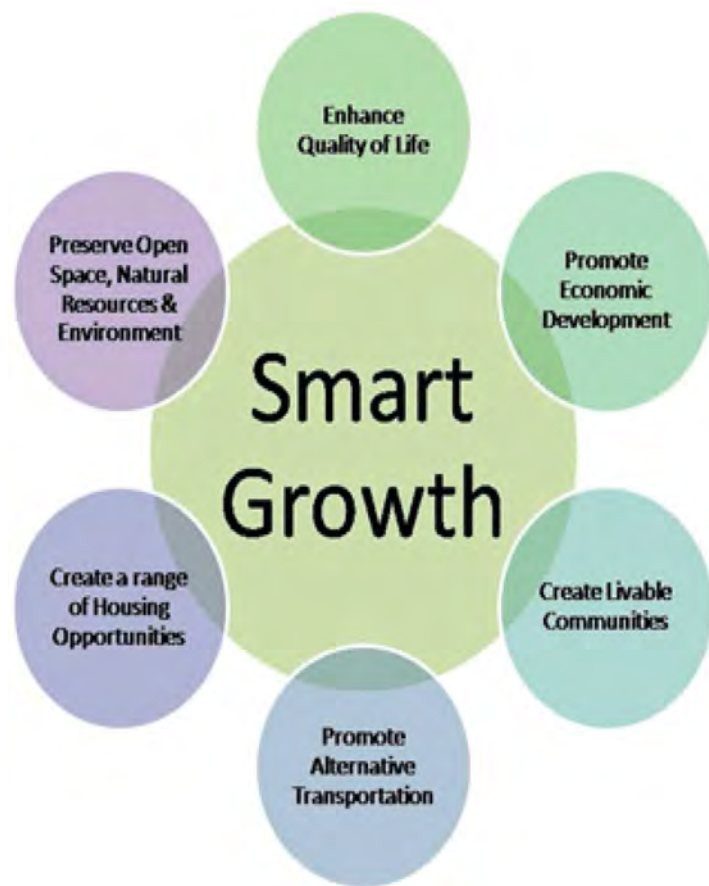 Enhance
Quality of Life
Preserve Open
Space, Natural
Resources &
Environment
Promote
Economic
Development
Smart
Growth
Create a range
of Housing
Opportunities
Create Livable
Communities
Promote
Alternative
Transportation